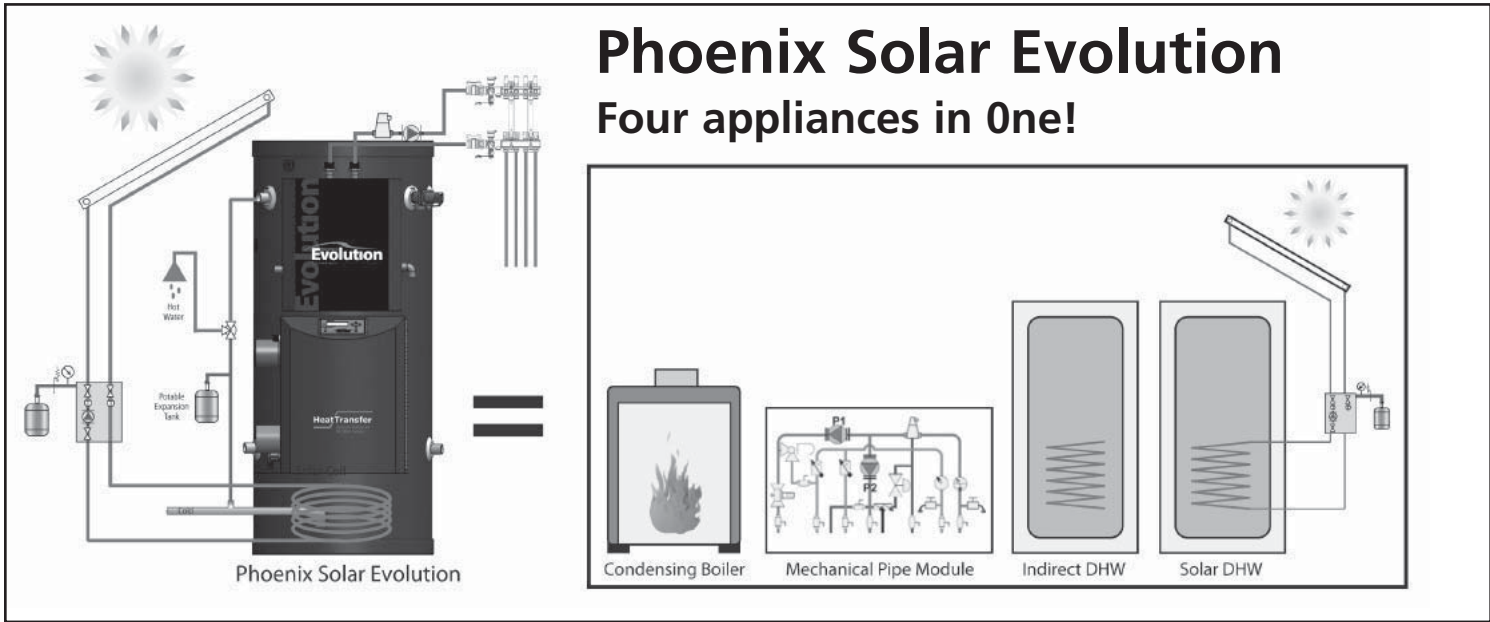 Phoenix Solar Evolution
Four appliances in 0ne!
Evolution
Evolution
Hot
Water
Potable
Expansion
Tank
HeatTransfer
Cold
Phoenix Solar Evolution
P1
P2
Condensing Boiler
Mechanical Pipe Module
Indirect DHW
Solar DHW